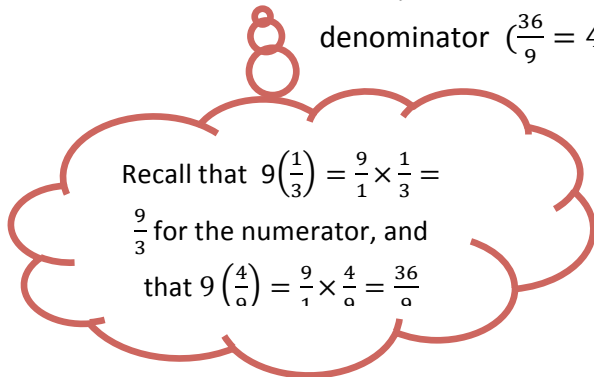 denominator (36/9 = 4
Recall that 9(1/3) = 9/1 × 1/3 =
9/3 for the numerator, and
that 9 (4/9) = 9/1 × 4/9 = 36/9